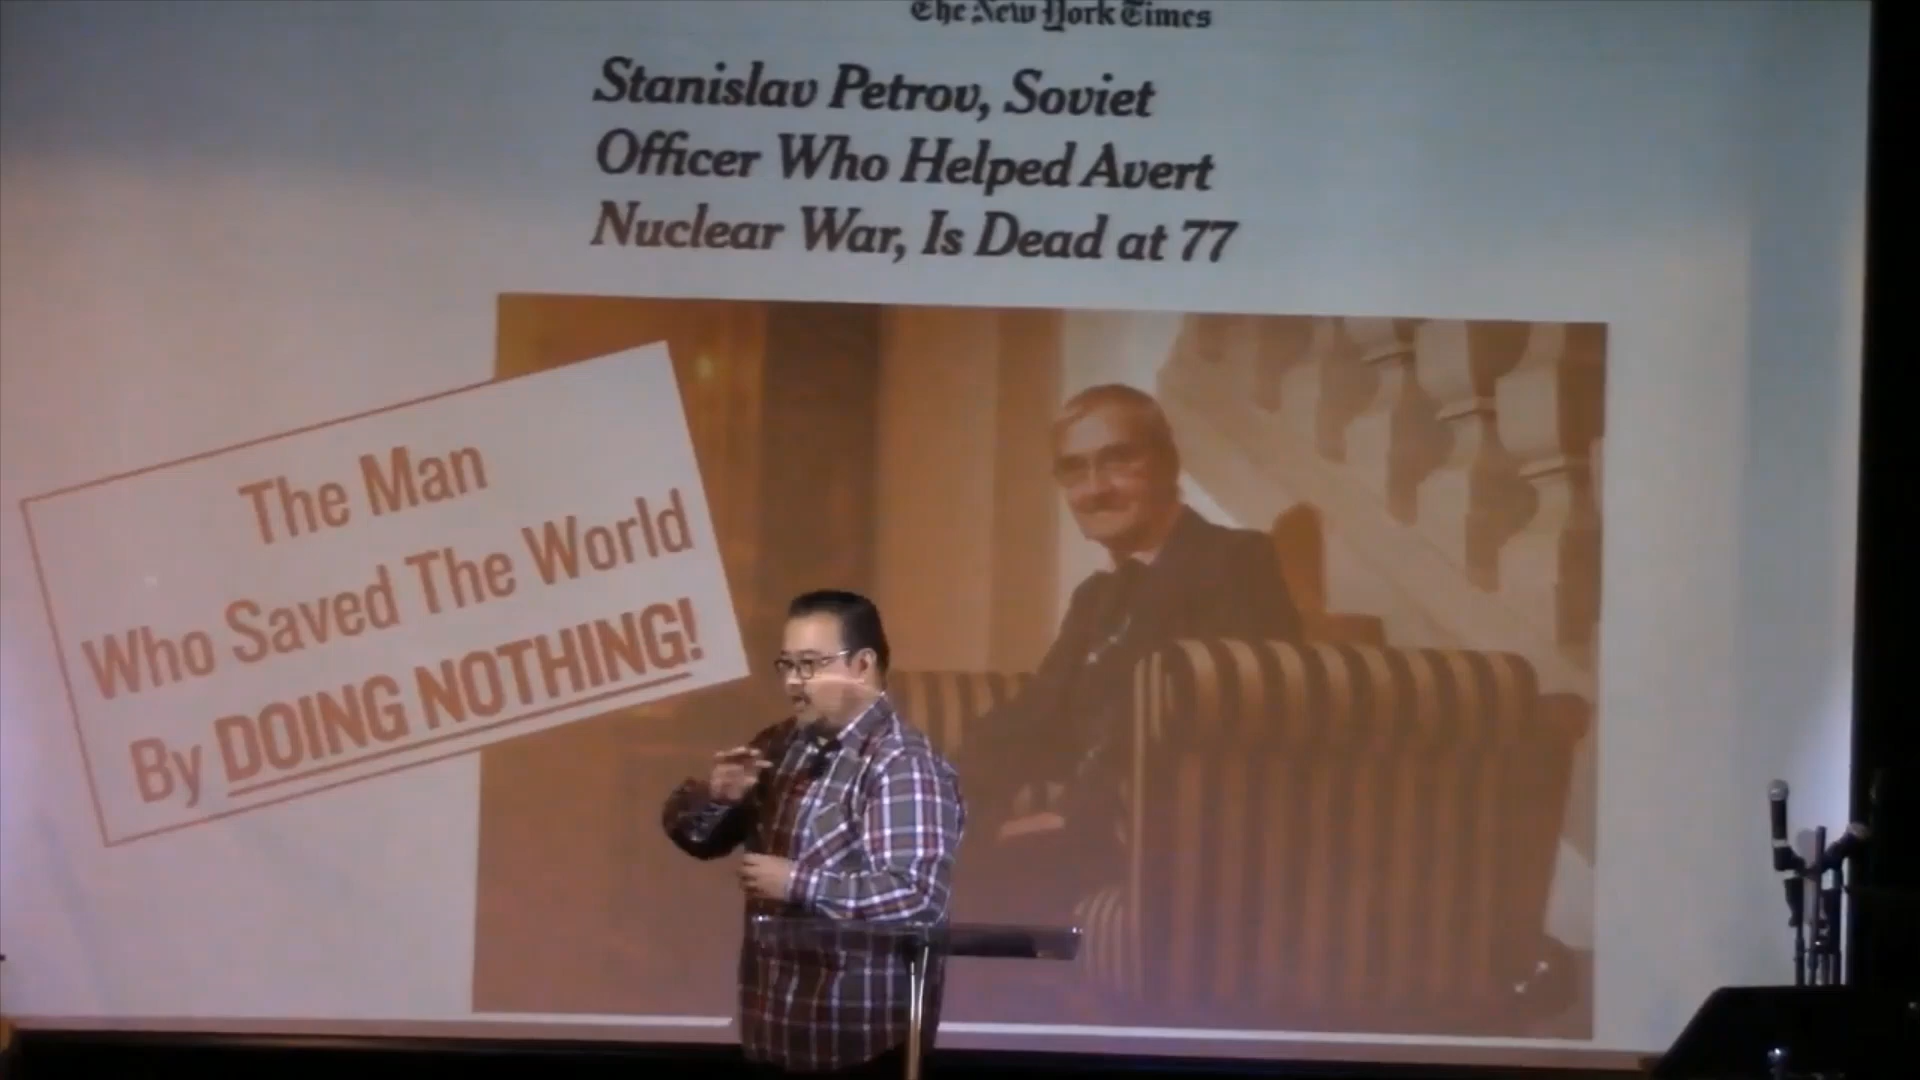 The New York Times
Stanislav Petrov, Soviet
Officer Who Helped Avert
Nuclear War, Is Dead at 77
The Man
Who Saved The World
By DOING NOTHING!